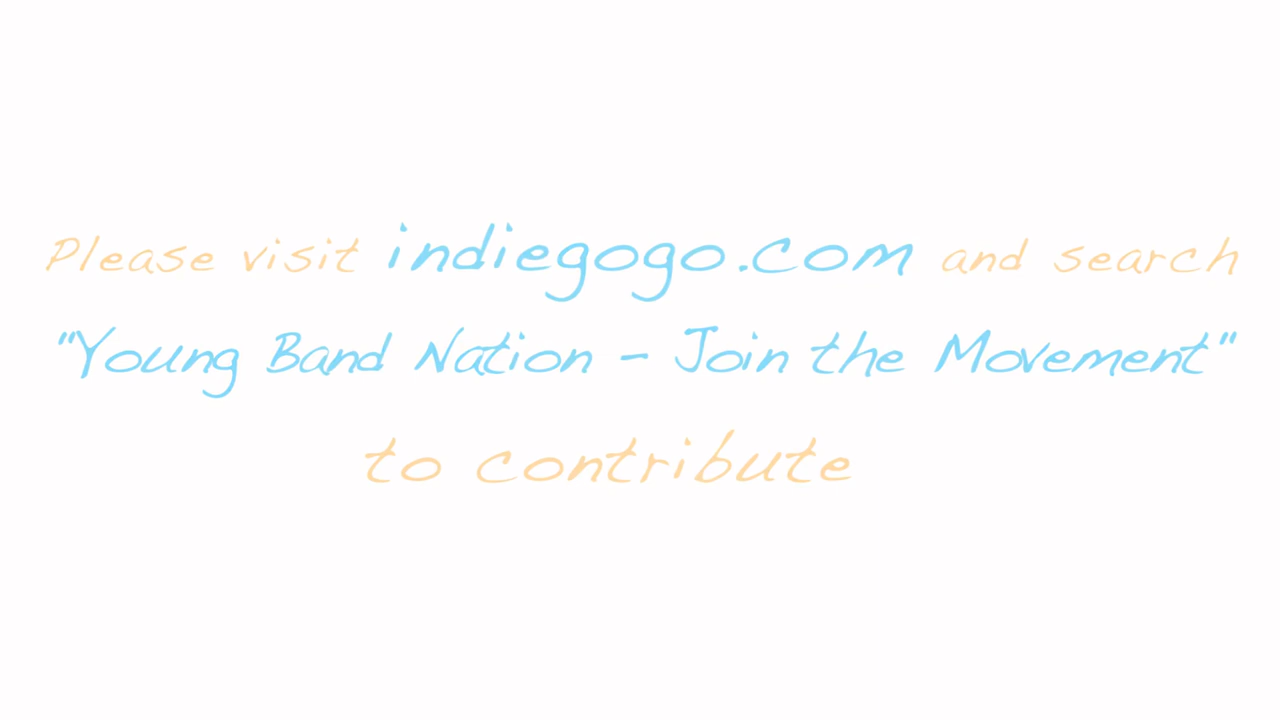 Please visit indiegogo.com and search
"Young Band Nation - Join the Movement"
to contribute